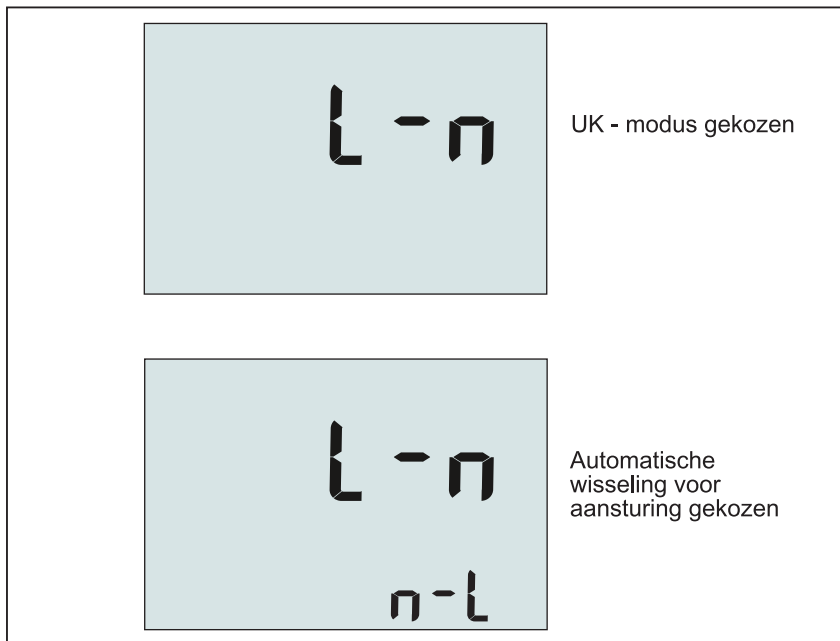 L-n
UK - modus gekozen
L-n
n-L
Automatische
wisseling voor
aansturing gekozen